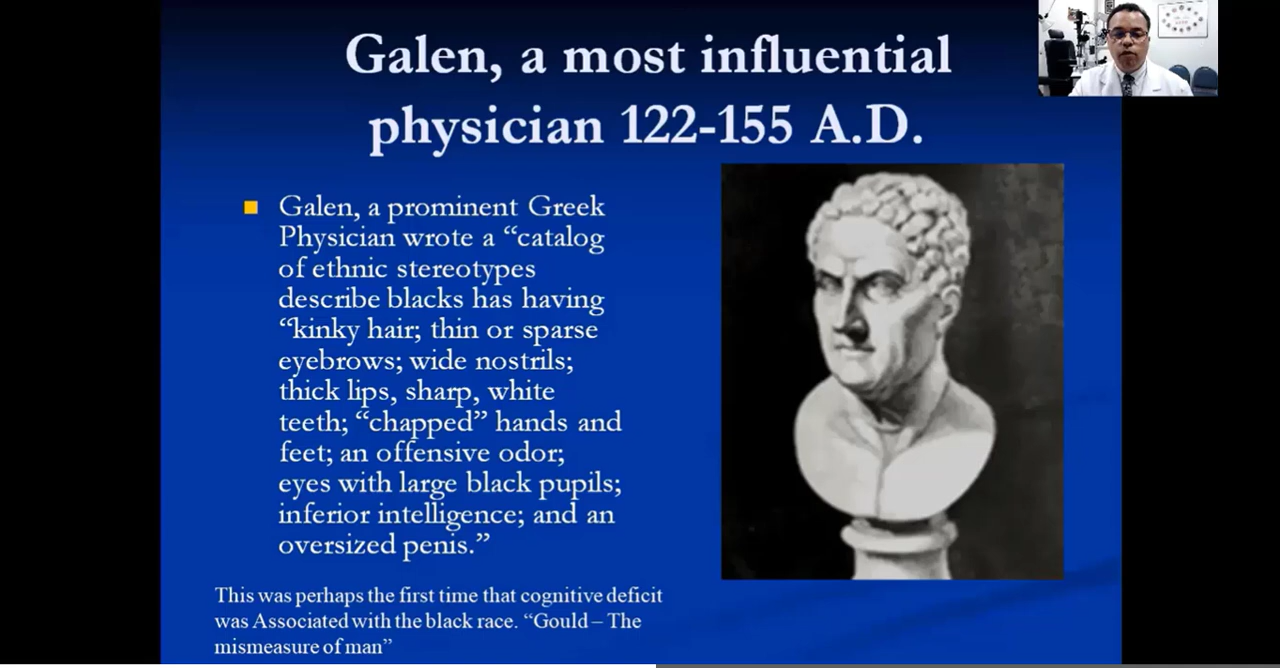 Galen, a most influential
physician 122-155 A.D.
Galen, a prominent Greek
Physician wrote a “catalog
of ethnic stereotypes
describe blacks has having
“kinky hair; thin or sparse
eyebrows; wide nostrils;
thick lips, sharp, white
teeth; “chapped” hands and
feet; an offensive odor;
eyes with large black pupils;
inferior intelligence; and an
oversized penis.”
This was perhaps the first time that cognitive deficit
was Associated with the black race. “Gould – The
mismeasure of man”